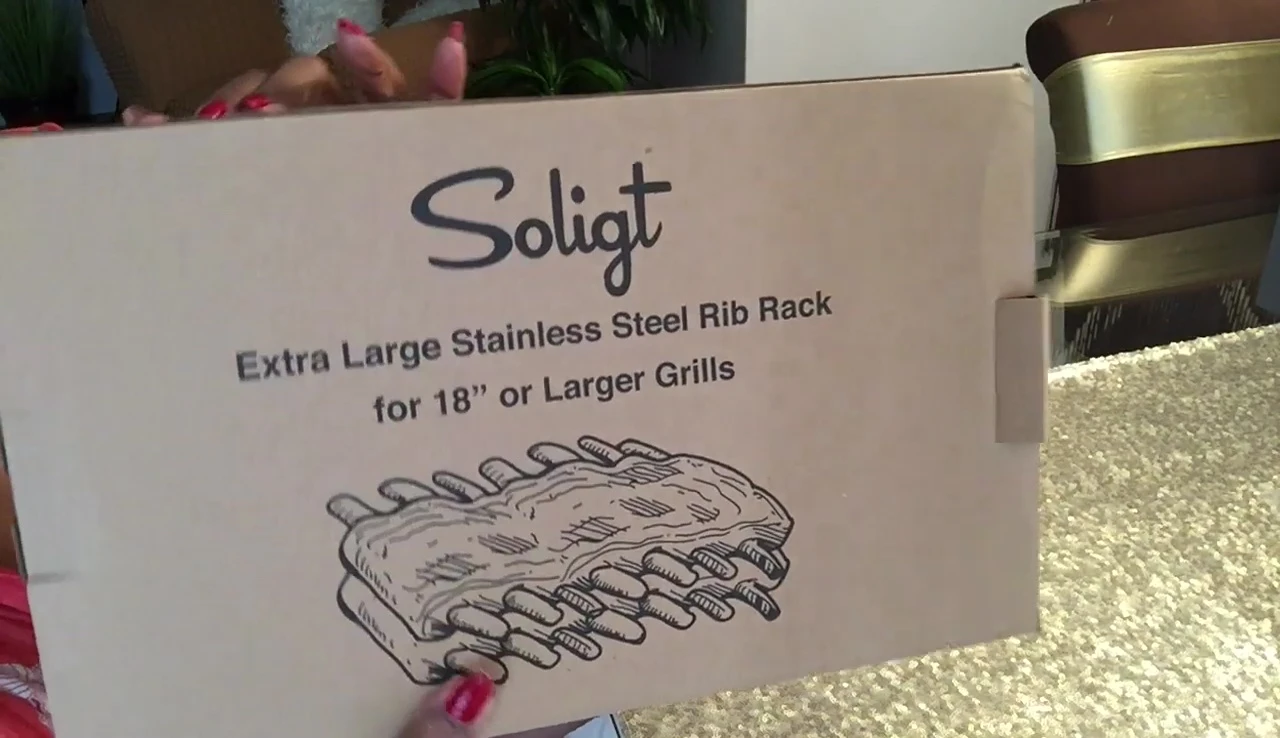 Soligt
Extra Large Stainless Steel Rib Rack
for 18” or Larger Grills